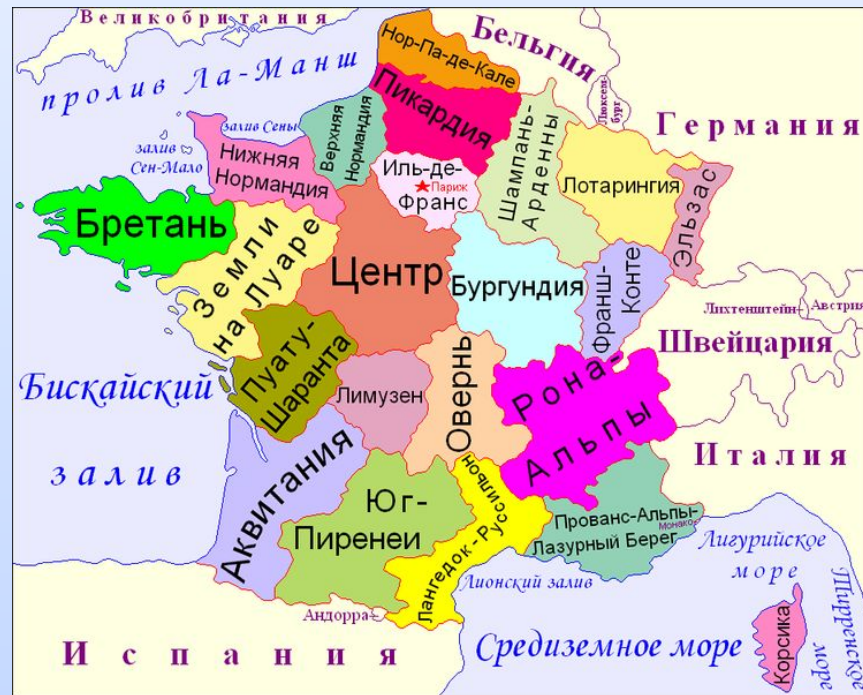 Великобритания
пролив Ла-Манш
Нор-Па-де-Кале
Бельгия
Люксем-
бург
Германия
Пикардия
залив Сены
залив
Сен-Мало
Нижняя
Нормандия
Верхняя
Нормандия
Иль-де-
Париж
Франс
Шампань-
Арденны
Лотарингия
Эльзас
Бретань
Земли
на Луаре
Центр
Бургундия
Франш-
Конте
Лихтенштейн
Австрия
Швейцария
Бискайский
залив
Пуату-
Шаранта
Лимузен
Овернь
Рона-
Альпы
Италия
Аквитания
Юг-
Пиренеи
Лангедок-Руссильон
Прованс-Альпы-
Монако
Лазурный Берег
Лигурийское
море
Тирренское
море
Лионский залив
Андорра
Испания
Средиземное море
Корсика